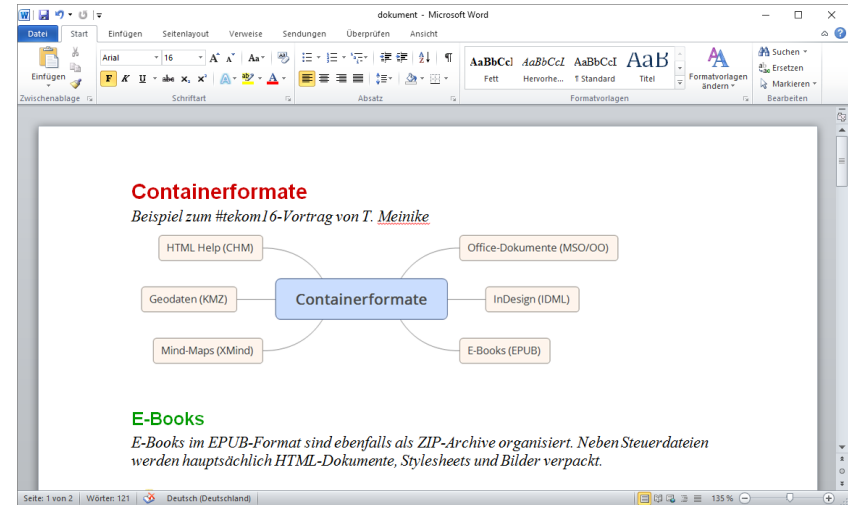 dokument - Microsoft Word
Datei Start Einfügen Seitenlayout Verweise Sendungen Überprüfen Ansicht
Einfügen
Arial 16
F K U abc x, x²
AaBbCcI AaBbCcI AaBbCcI AaB
Fett Hervorhe... ¶ Standard Titel
Formatvorlagen
ändern
Suchen
Ersetzen
Markieren
Zwischenablage Schriftart Absatz Formatvorlagen Bearbeiten
Containerformate
Beispiel zum #tekom16-Vortrag von T. Meinike
HTML Help (CHM) Office-Dokumente (MSO/OO)
Geodaten (KMZ) Containerformate InDesign (IDML)
Mind-Maps (XMind) E-Books (EPUB)
E-Books
E-Books im EPUB-Format sind ebenfalls als ZIP-Archive organisiert. Neben Steuerdateien
werden hauptsächlich HTML-Dokumente, Stylesheets und Bilder verpackt.
Seite: 1 von 2 Wörter: 121 Deutsch (Deutschland) 135 %